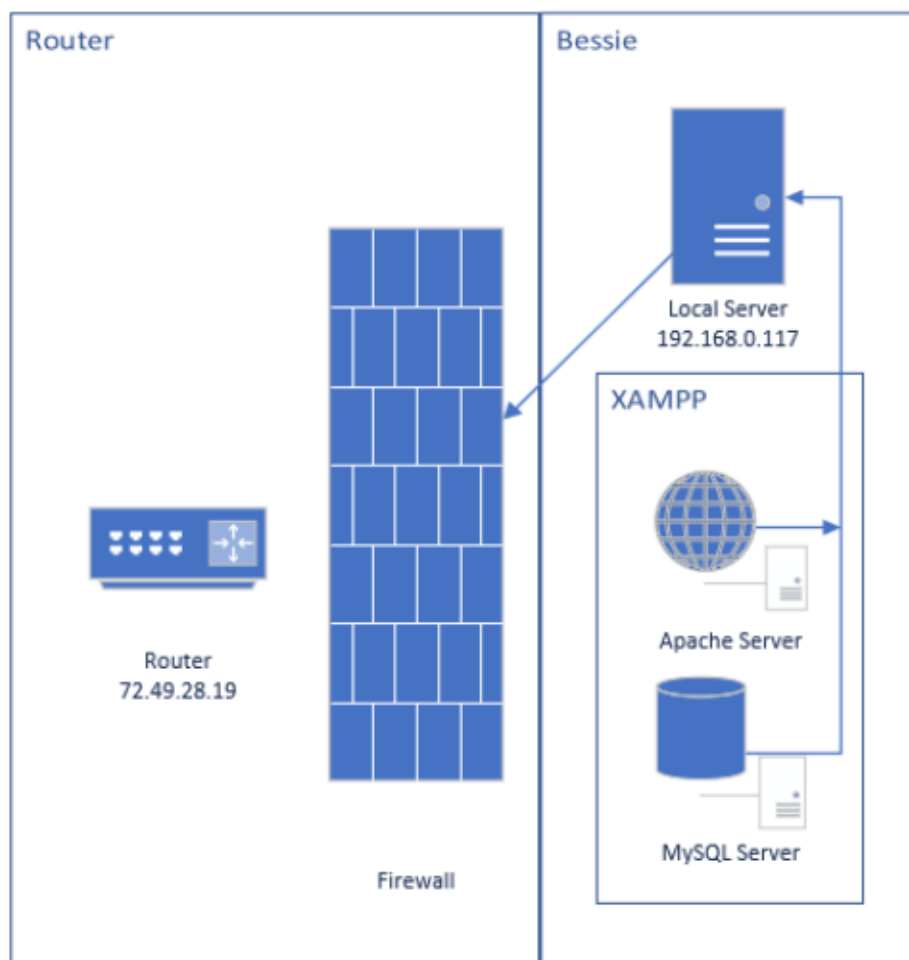 Router
Bessie
Local Server
192.168.0.117
XAMPP
Apache Server
Router
72.49.28.19
MySQL Server
Firewall